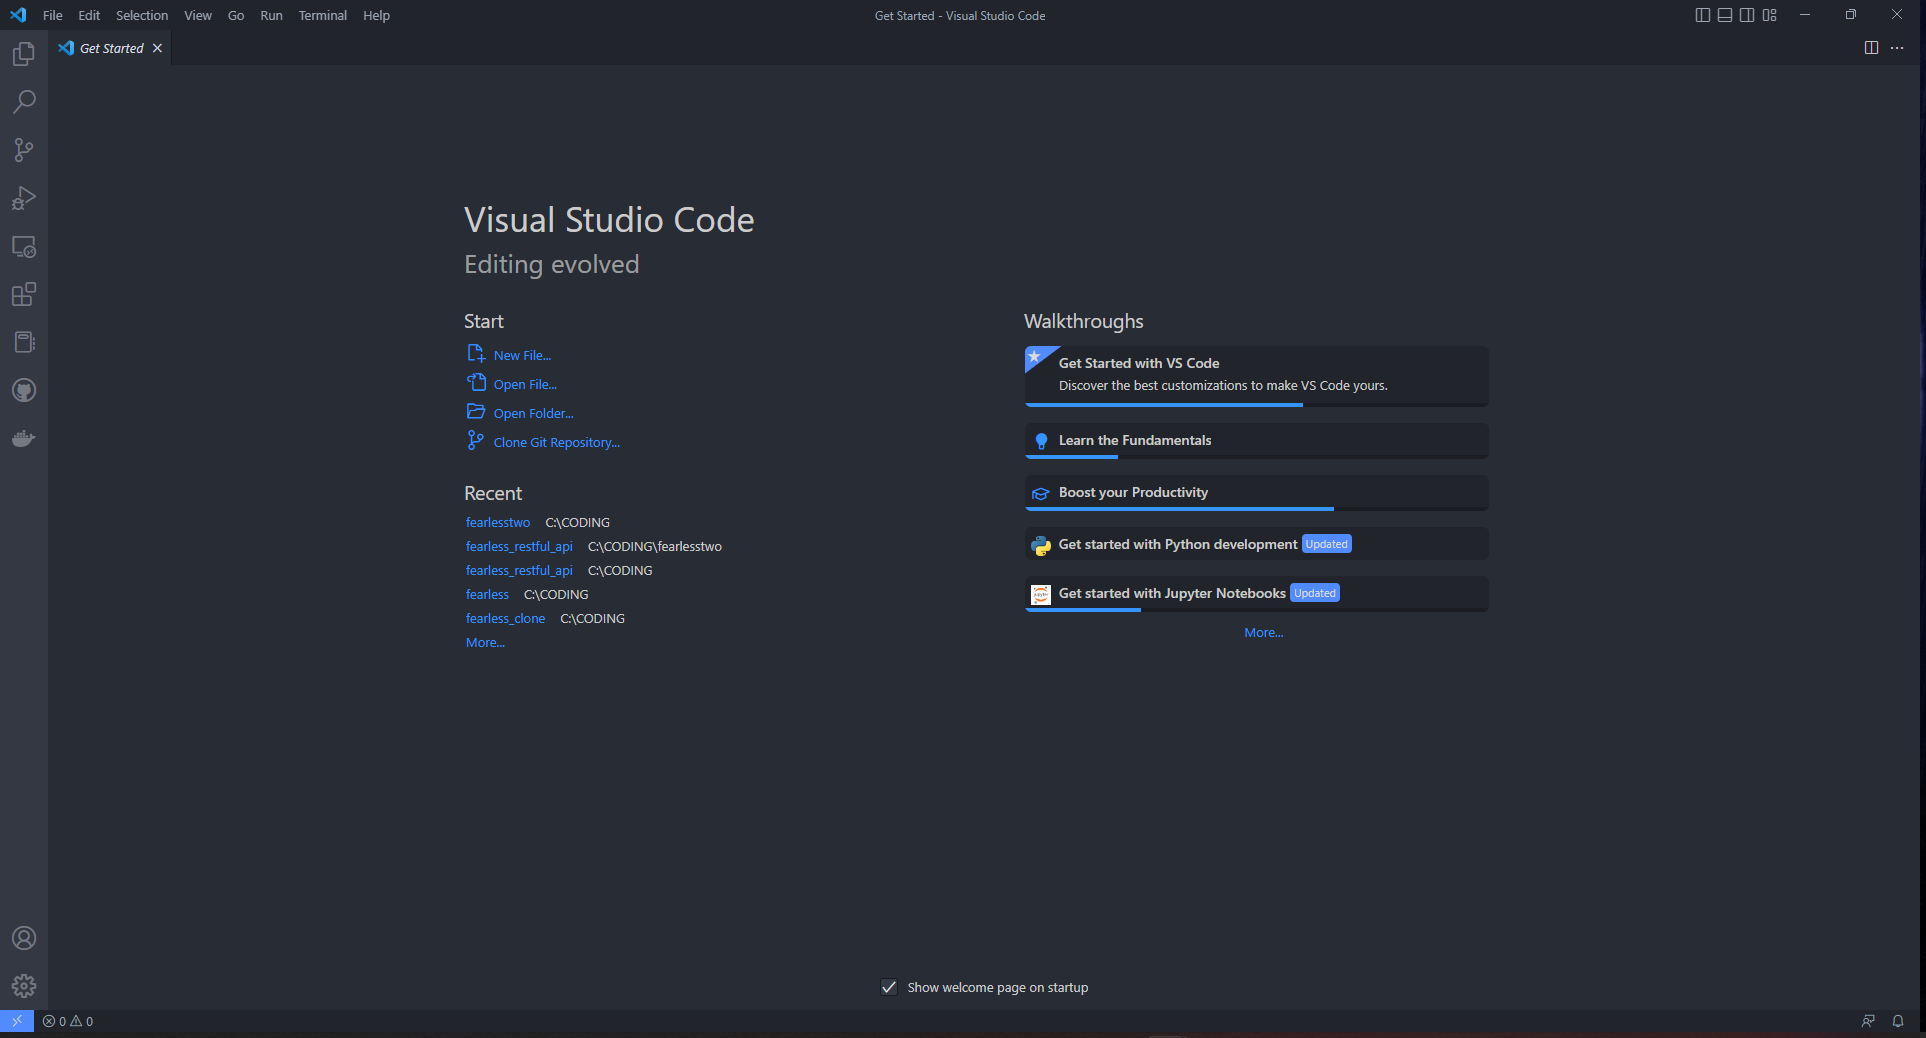 File Edit Selection View Go Run Terminal Help
Get Started - Visual Studio Code
Get Started
Visual Studio Code
Editing evolved
Start
New File...
Open File...
Open Folder...
Clone Git Repository...
Recent
fearlesstwo C:\CODING
fearless_restful_api C:\CODING\fearlesstwo
fearless_restful_api C:\CODING
fearless C:\CODING
fearless_clone C:\CODING
More...
Walkthroughs
Get Started with VS Code
Discover the best customizations to make VS Code yours.
Learn the Fundamentals
Boost your Productivity
Get started with Python development Updated
jupyter
Get started with Jupyter Notebooks Updated
More...
Show welcome page on startup
0 0